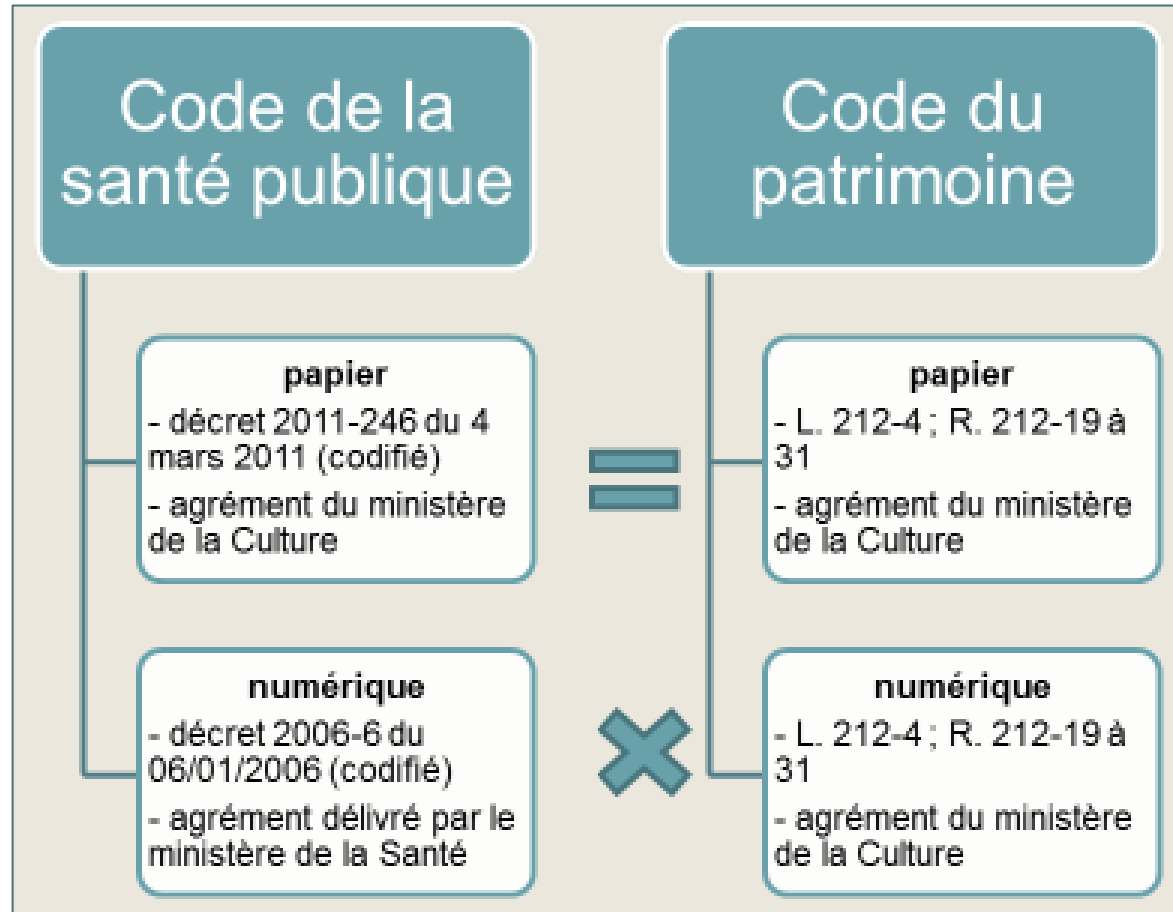 Code de la
santé publique
papier
- décret 2011-246 du 4
mars 2011 (codifié)
- agrément du ministère
de la Culture
numérique
- décret 2006-6 du
06/01/2006 (codifié)
- agrément délivré par le
ministère de la Santé
Code du
patrimoine
papier
- L. 212-4 ; R. 212-19 à
31
- agrément du ministère
de la Culture
numérique
- L. 212-4 ; R. 212-19 à
31
- agrément du ministère
de la Culture